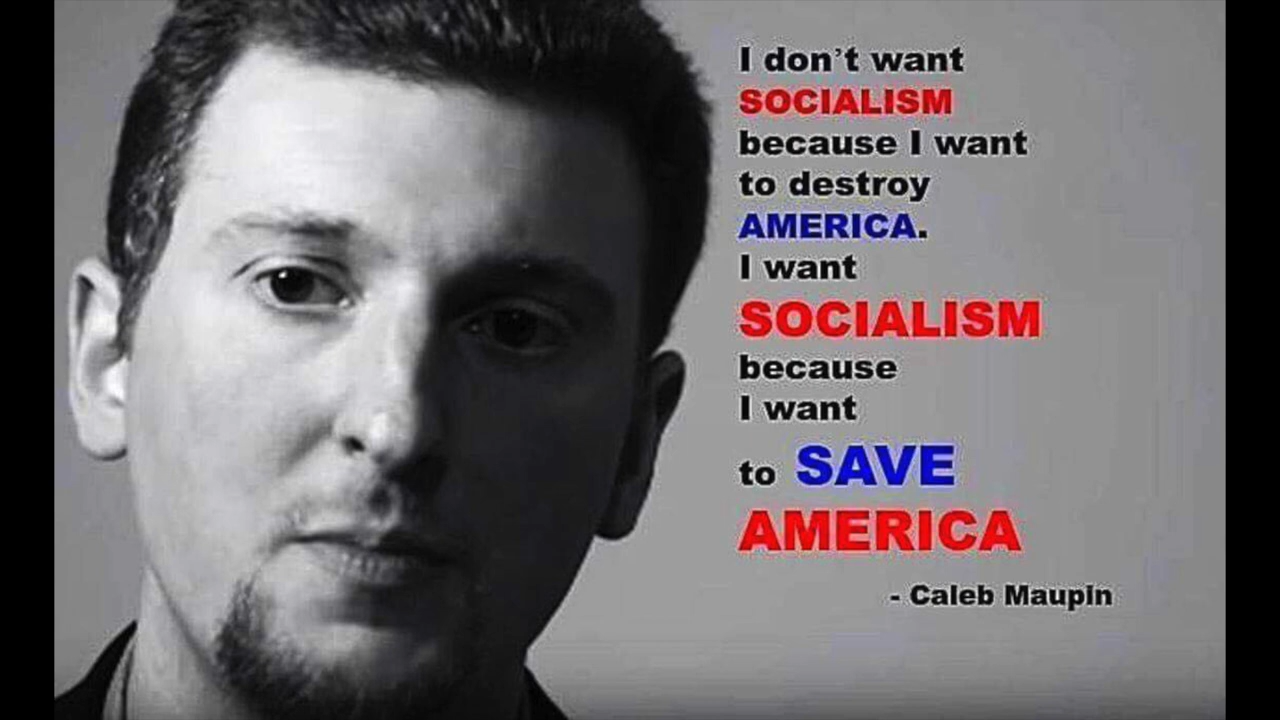 I don't want
SOCIALISM
because I want
to destroy
AMERICA.
I want
SOCIALISM
because
I want
to SAVE
AMERICA
- Caleb Maupin